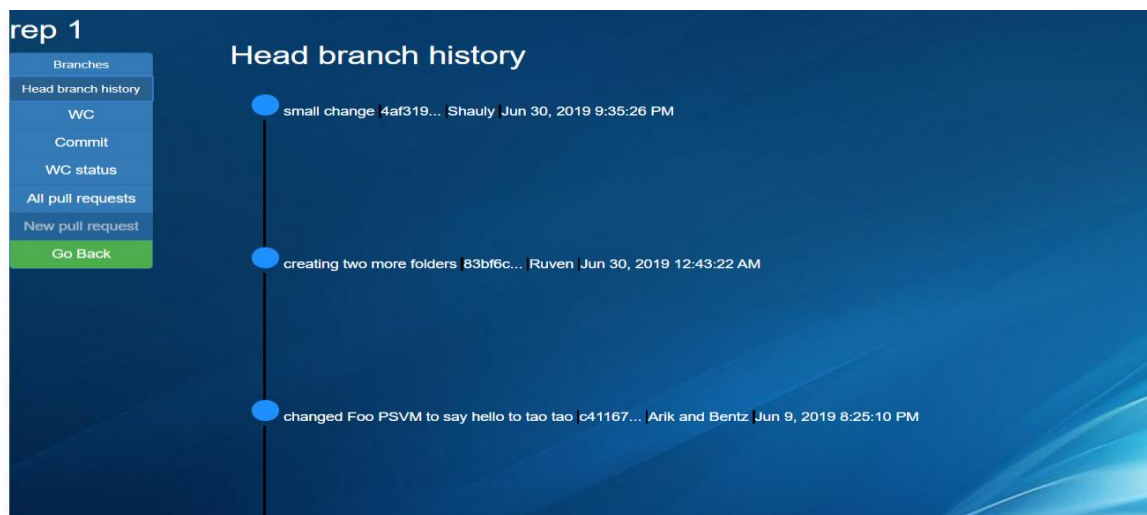 rep 1
Branches
Head branch history
WC
Commit
WC status
All pull requests
New pull request
Go Back
Head branch history
small change |4af319... |Shauly |Jun 30, 2019 9:35:26 PM
creating two more folders |83bf6c... |Ruven |Jun 30, 2019 12:43:22 AM
changed Foo PSVM to say hello to tao tao |c41167... |Arik and Bentz |Jun 9, 2019 8:25:10 PM